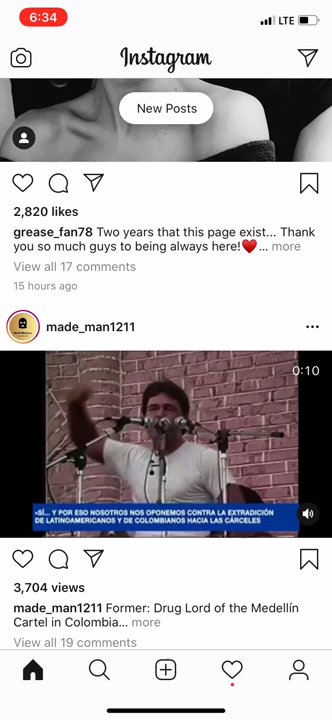 6:34
LTE
Instagram
New Posts
2,820 likes
grease_fan78 Two years that this page exist... Thank
you so much guys to being always here!❤️... more
View all 17 comments
15 hours ago
made_man1211
0:10
«SÍ... Y POR ESO NOSOTROS NOS OPONEMOS CONTRA LA EXTRADICIÓN
DE LATINOAMERICANOS Y DE COLOMBIANOS HACIA LAS CÁRCELES
3,704 views
made_man1211 Former: Drug Lord of the Medellín
Cartel in Colombia... more
View all 19 comments